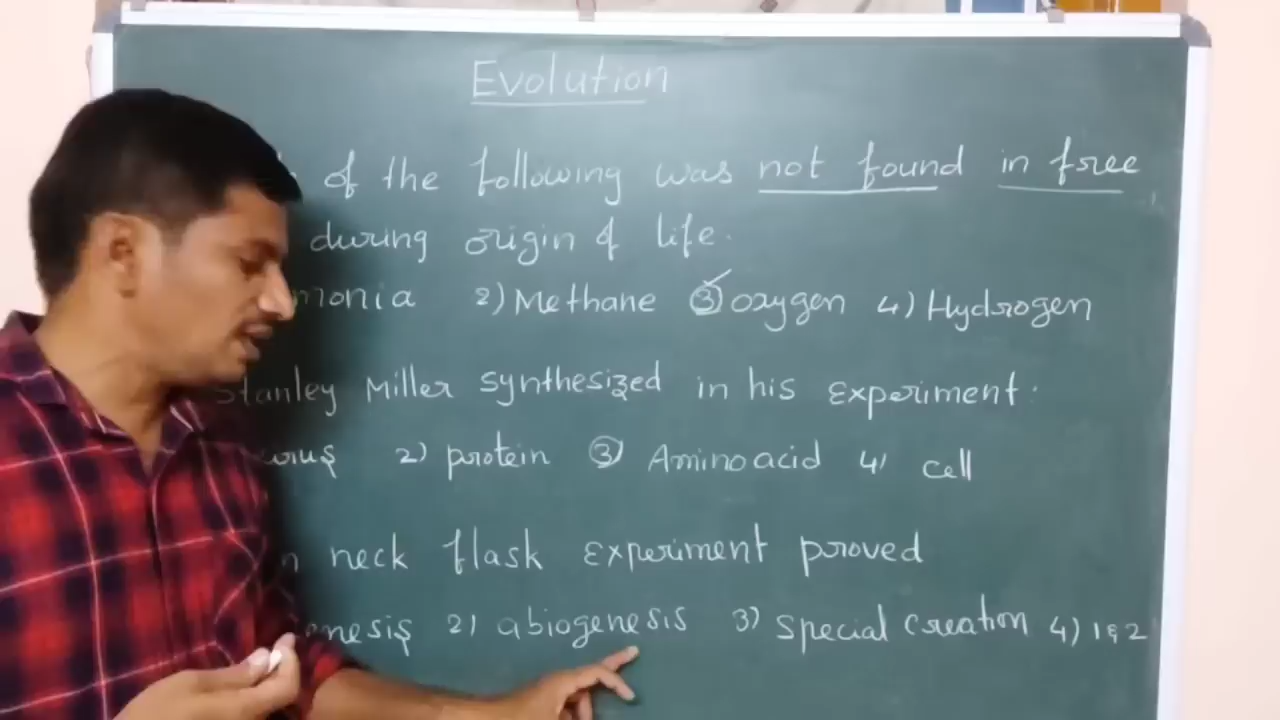 Evolution
of the following was not found in free
during origin of life.
monia 2) Methane 3) oxygen 4) Hydrogen
Stanley Miller synthesized in his experiment:
virus 2) protein 3) Aminoacid 4) cell
n neck flask experiment proved
enesis 2) abiogenesis 3) special creation 4) 1 & 2